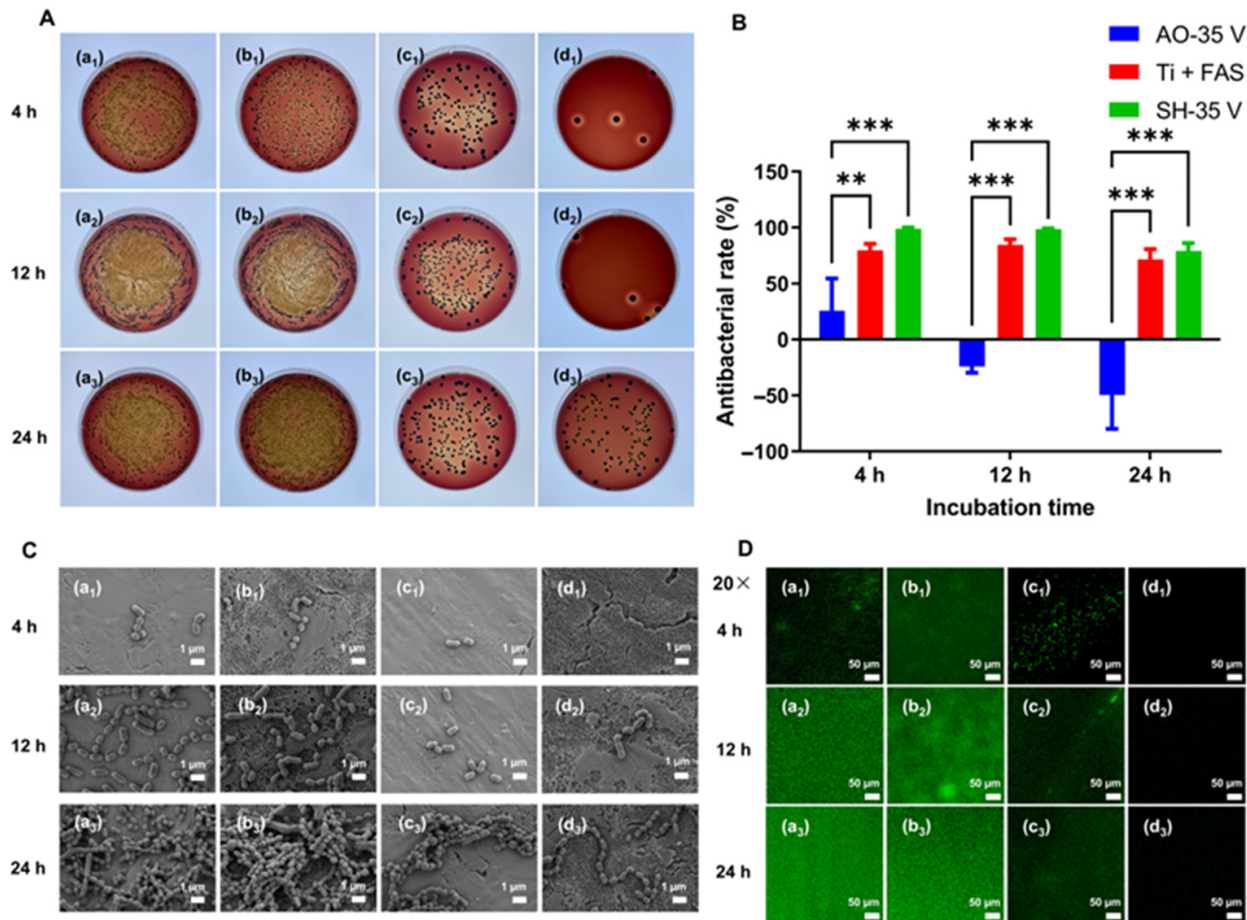 A
(a₁)
(b₁)
(c₁)
(d₁)
4 h
(a₂)
(b₂)
(c₂)
(d₂)
12 h
(a₃)
(b₃)
(c₃)
(d₃)
24 h
B
AO-35 V
Ti + FAS
SH-35 V
*** *** ***
** *** ***
Antibacterial rate (%)
150
100
50
0
−50
−100
4 h 12 h 24 h
Incubation time
C
(a₁) (b₁) (c₁) (d₁)
4 h
1 μm 1 μm 1 μm 1 μm
(a₂) (b₂) (c₂) (d₂)
12 h
1 μm 1 μm 1 μm 1 μm
(a₃) (b₃) (c₃) (d₃)
24 h
1 μm 1 μm 1 μm 1 μm
D
20×
(a₁) (b₁) (c₁) (d₁)
4 h
50 μm 50 μm 50 μm 50 μm
(a₂) (b₂) (c₂) (d₂)
12 h
50 μm 50 μm 50 μm 50 μm
(a₃) (b₃) (c₃) (d₃)
24 h
50 μm 50 μm 50 μm 50 μm